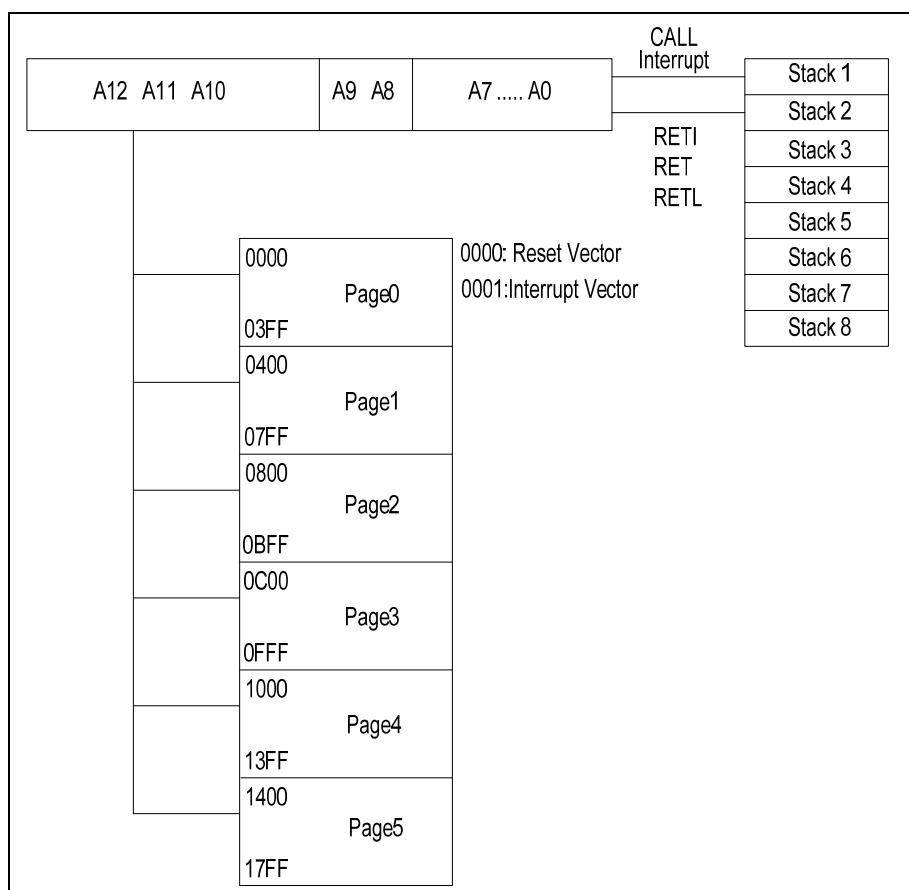 CALL
Interrupt
A12 A11 A10
A9 A8
A7 ..... A0
RETI
RET
RETL
Stack 1
Stack 2
Stack 3
Stack 4
Stack 5
Stack 6
Stack 7
Stack 8
0000
Page0
03FF
0000: Reset Vector
0001:Interrupt Vector
0400
Page1
07FF
0800
Page2
0BFF
0C00
Page3
0FFF
1000
Page4
13FF
1400
Page5
17FF